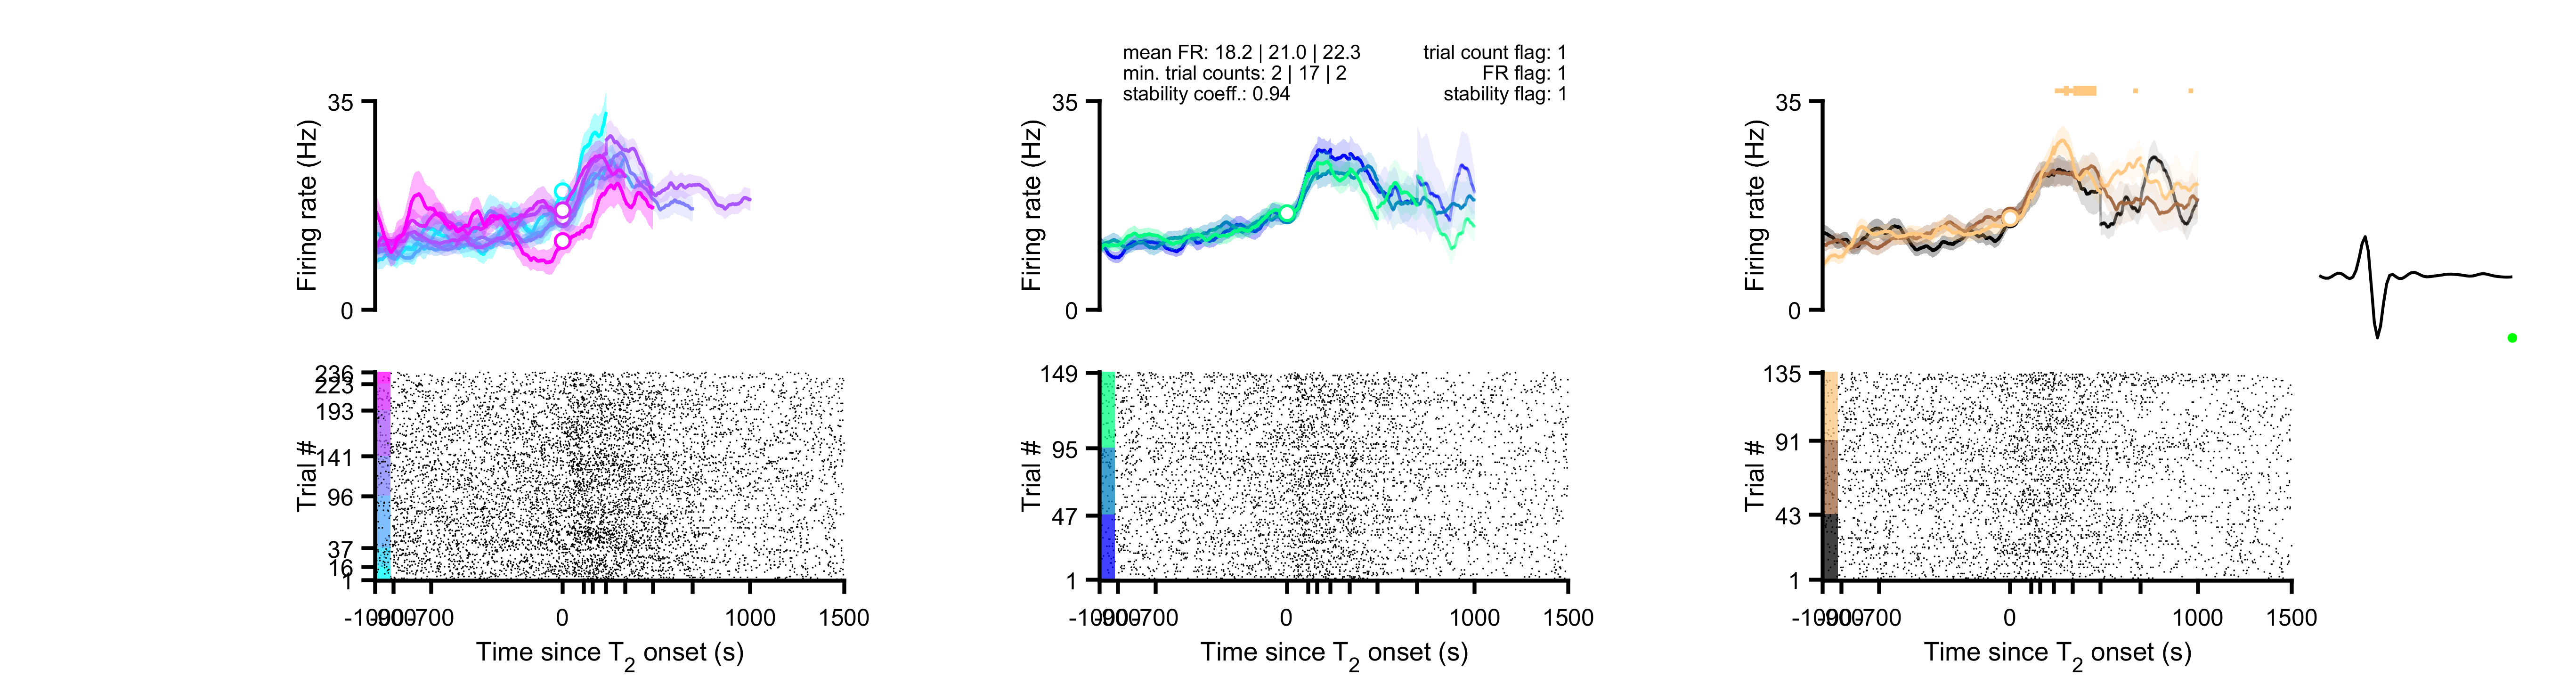 mean FR: 18.2 | 21.0 | 22.3
min. trial counts: 2 | 17 | 2
stability coeff.: 0.94
trial count flag: 1
FR flag: 1
stability flag: 1
35
Firing rate (Hz)
0
35
Firing rate (Hz)
0
35
Firing rate (Hz)
0
236
223
193
141
96
37
16
1
Trial #
-1000
-900
-700
0
1000
1500
Time since T2 onset (s)
149
95
47
1
Trial #
-1000
-900
-700
0
1000
1500
Time since T2 onset (s)
135
91
43
1
Trial #
-1000
-900
-700
0
1000
1500
Time since T2 onset (s)